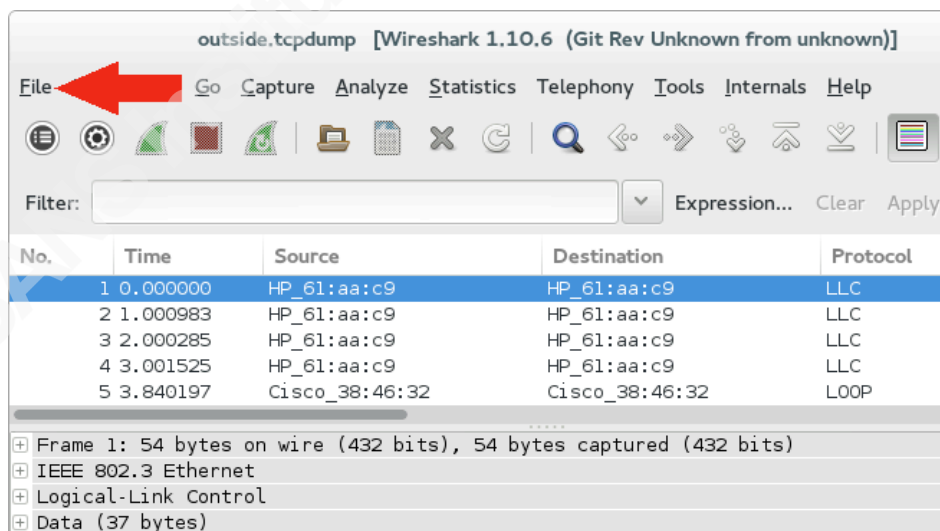 outside.tcpdump [Wireshark 1.10.6 (Git Rev Unknown from unknown)]
File Go Capture Analyze Statistics Telephony Tools Internals Help
Filter: Expression... Clear Apply
No. Time Source Destination Protocol
1 0.000000 HP_61:aa:c9 HP_61:aa:c9 LLC
2 1.000983 HP_61:aa:c9 HP_61:aa:c9 LLC
3 2.000285 HP_61:aa:c9 HP_61:aa:c9 LLC
4 3.001525 HP_61:aa:c9 HP_61:aa:c9 LLC
5 3.840197 Cisco_38:46:32 Cisco_38:46:32 LOOP
Frame 1: 54 bytes on wire (432 bits), 54 bytes captured (432 bits)
IEEE 802.3 Ethernet
Logical-Link Control
Data (37 bytes)